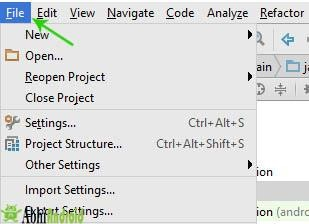 File Edit View Navigate Code Analyze Refactor
New
Open...
Reopen Project
Close Project
Settings... Ctrl+Alt+S
Project Structure... Ctrl+Alt+Shift+S
Other Settings
Import Settings...
Export Settings...
ain
ja
ion
ion (andro